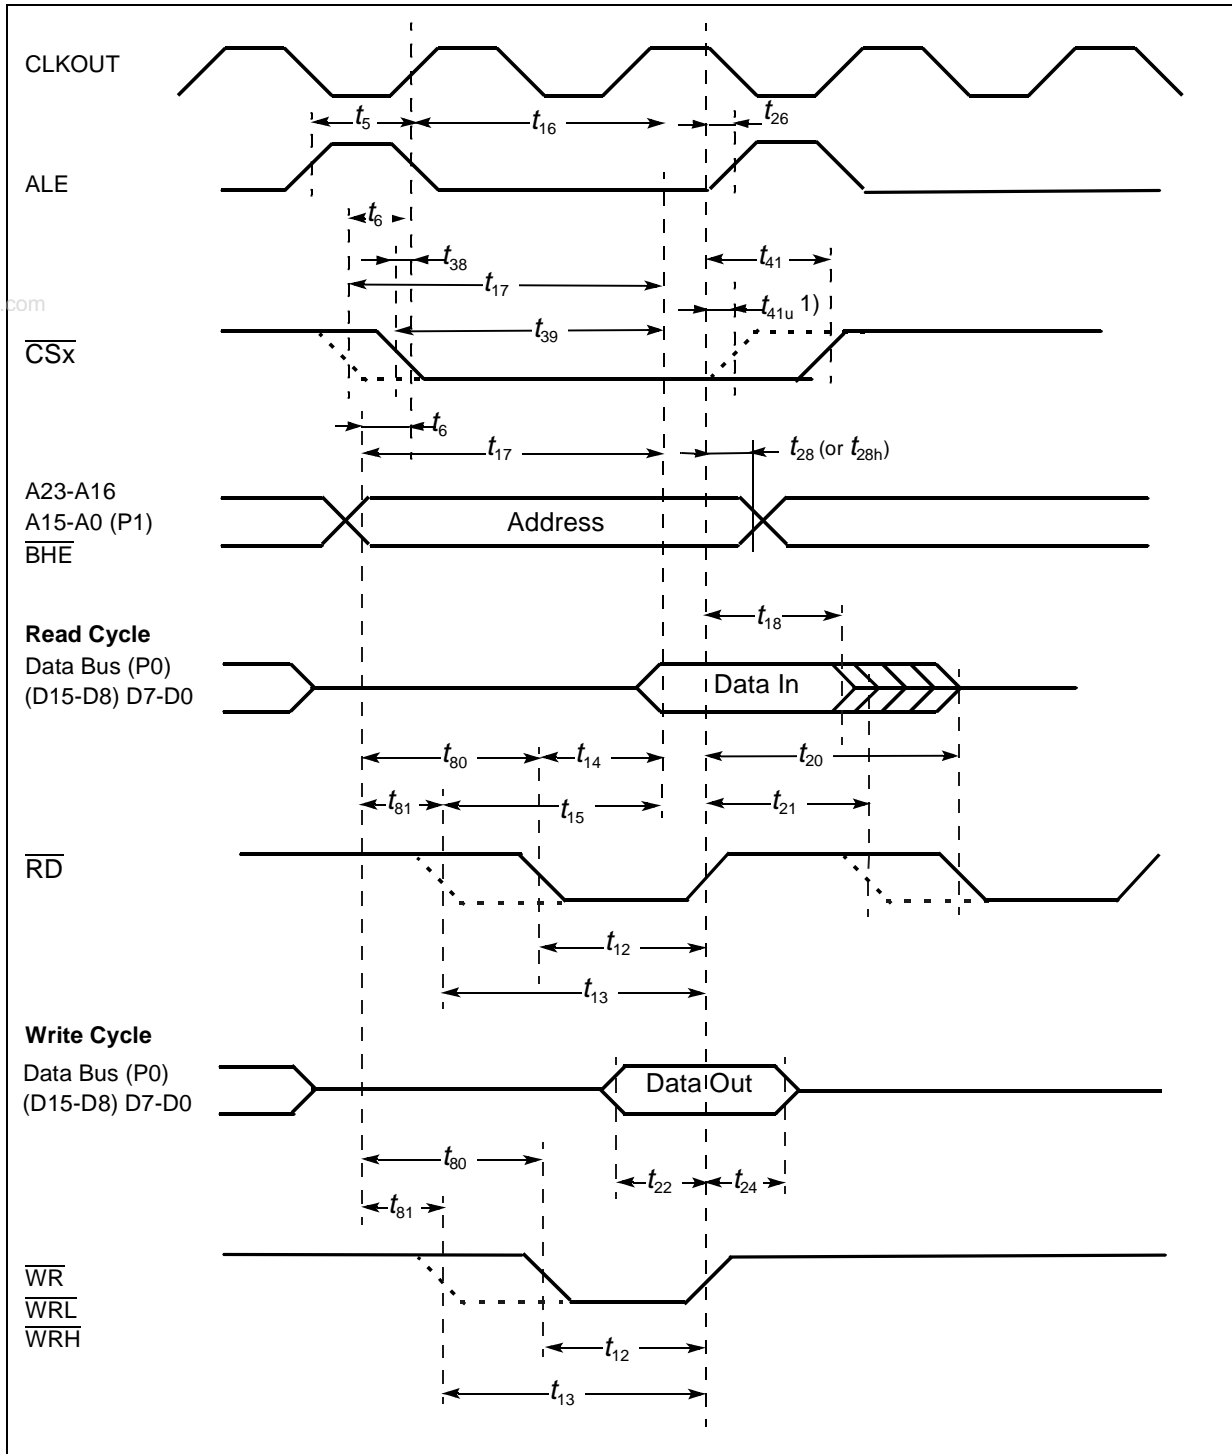 CLKOUT
t5
t16
t26
ALE
t6
t38
t41
t17
.com
t41u 1)
t39
CSx
t6
t17
t28 (or t28h)
A23-A16
A15-A0 (P1)
Address
BHE
t18
Read Cycle
Data Bus (P0)
(D15-D8) D7-D0
Data In
t80
t14
t20
t81
t15
t21
RD
t12
t13
Write Cycle
Data Bus (P0)
(D15-D8) D7-D0
Data Out
t80
t22
t24
t81
WR
WRL
WRH
t12
t13